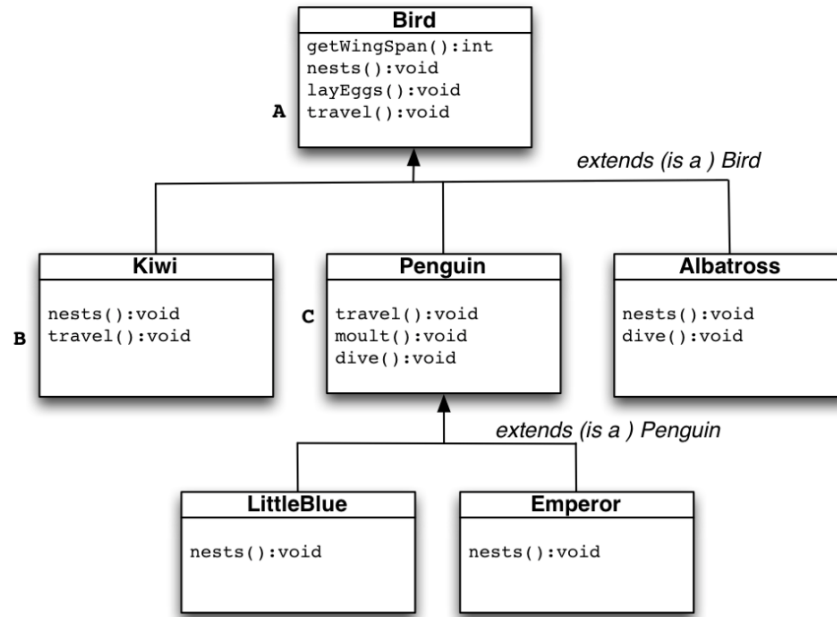 Bird
getWingSpan():int
nests():void
layEggs():void
A travel():void
extends (is a ) Bird
Kiwi
nests():void
B travel():void
Penguin
C travel():void
moult():void
dive():void
Albatross
nests():void
dive():void
extends (is a ) Penguin
LittleBlue
nests():void
Emperor
nests():void